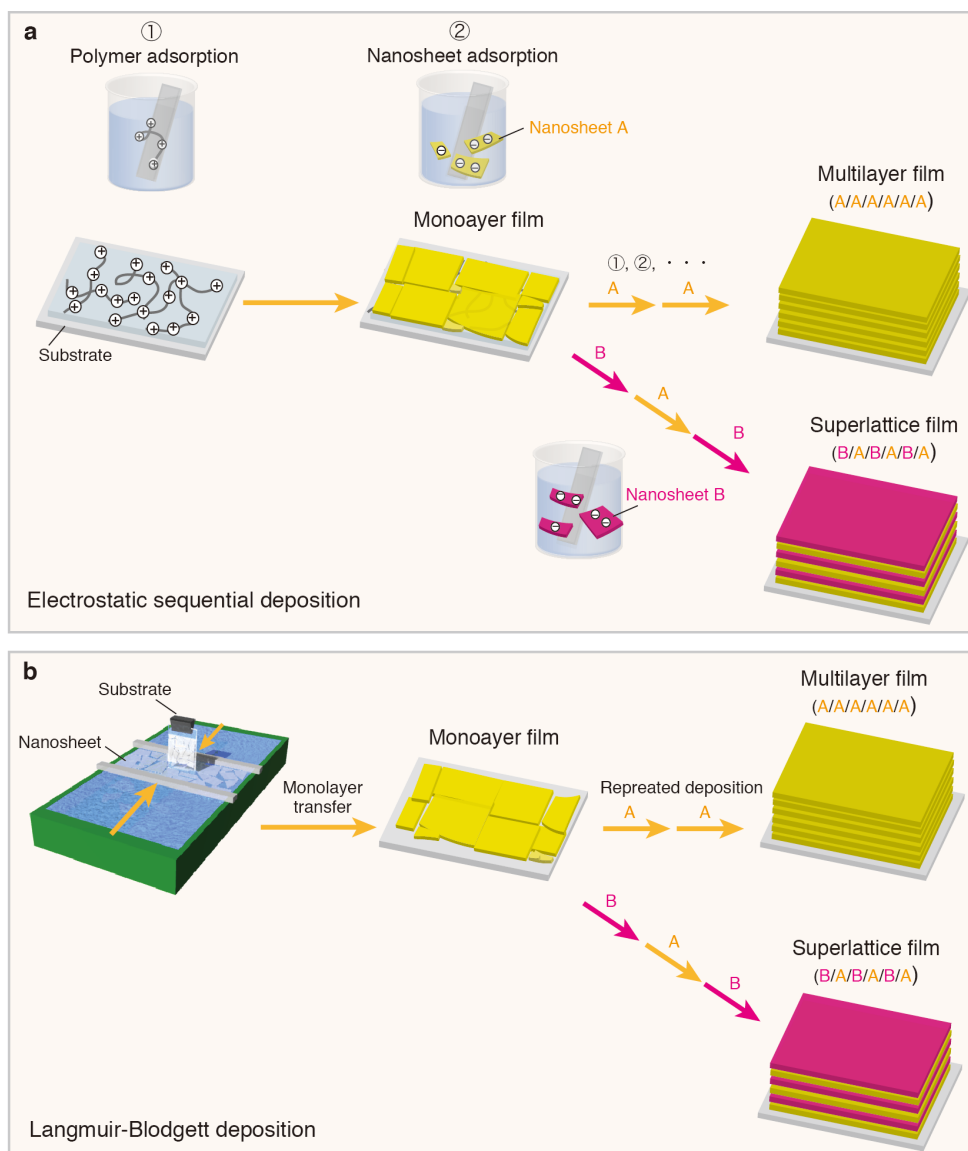 a
①
Polymer adsorption
②
Nanosheet adsorption
Nanosheet A
Substrate
Monoayer film
①, ②, ・・・
A
A
Multilayer film
(A/A/A/A/A/A)
B
A
B
Nanosheet B
Superlattice film
(B/A/B/A/B/A)
Electrostatic sequential deposition
b
Substrate
Nanosheet
Monolayer
transfer
Monoayer film
Repreated deposition
A
A
Multilayer film
(A/A/A/A/A/A)
B
A
B
Superlattice film
(B/A/B/A/B/A)
Langmuir-Blodgett deposition